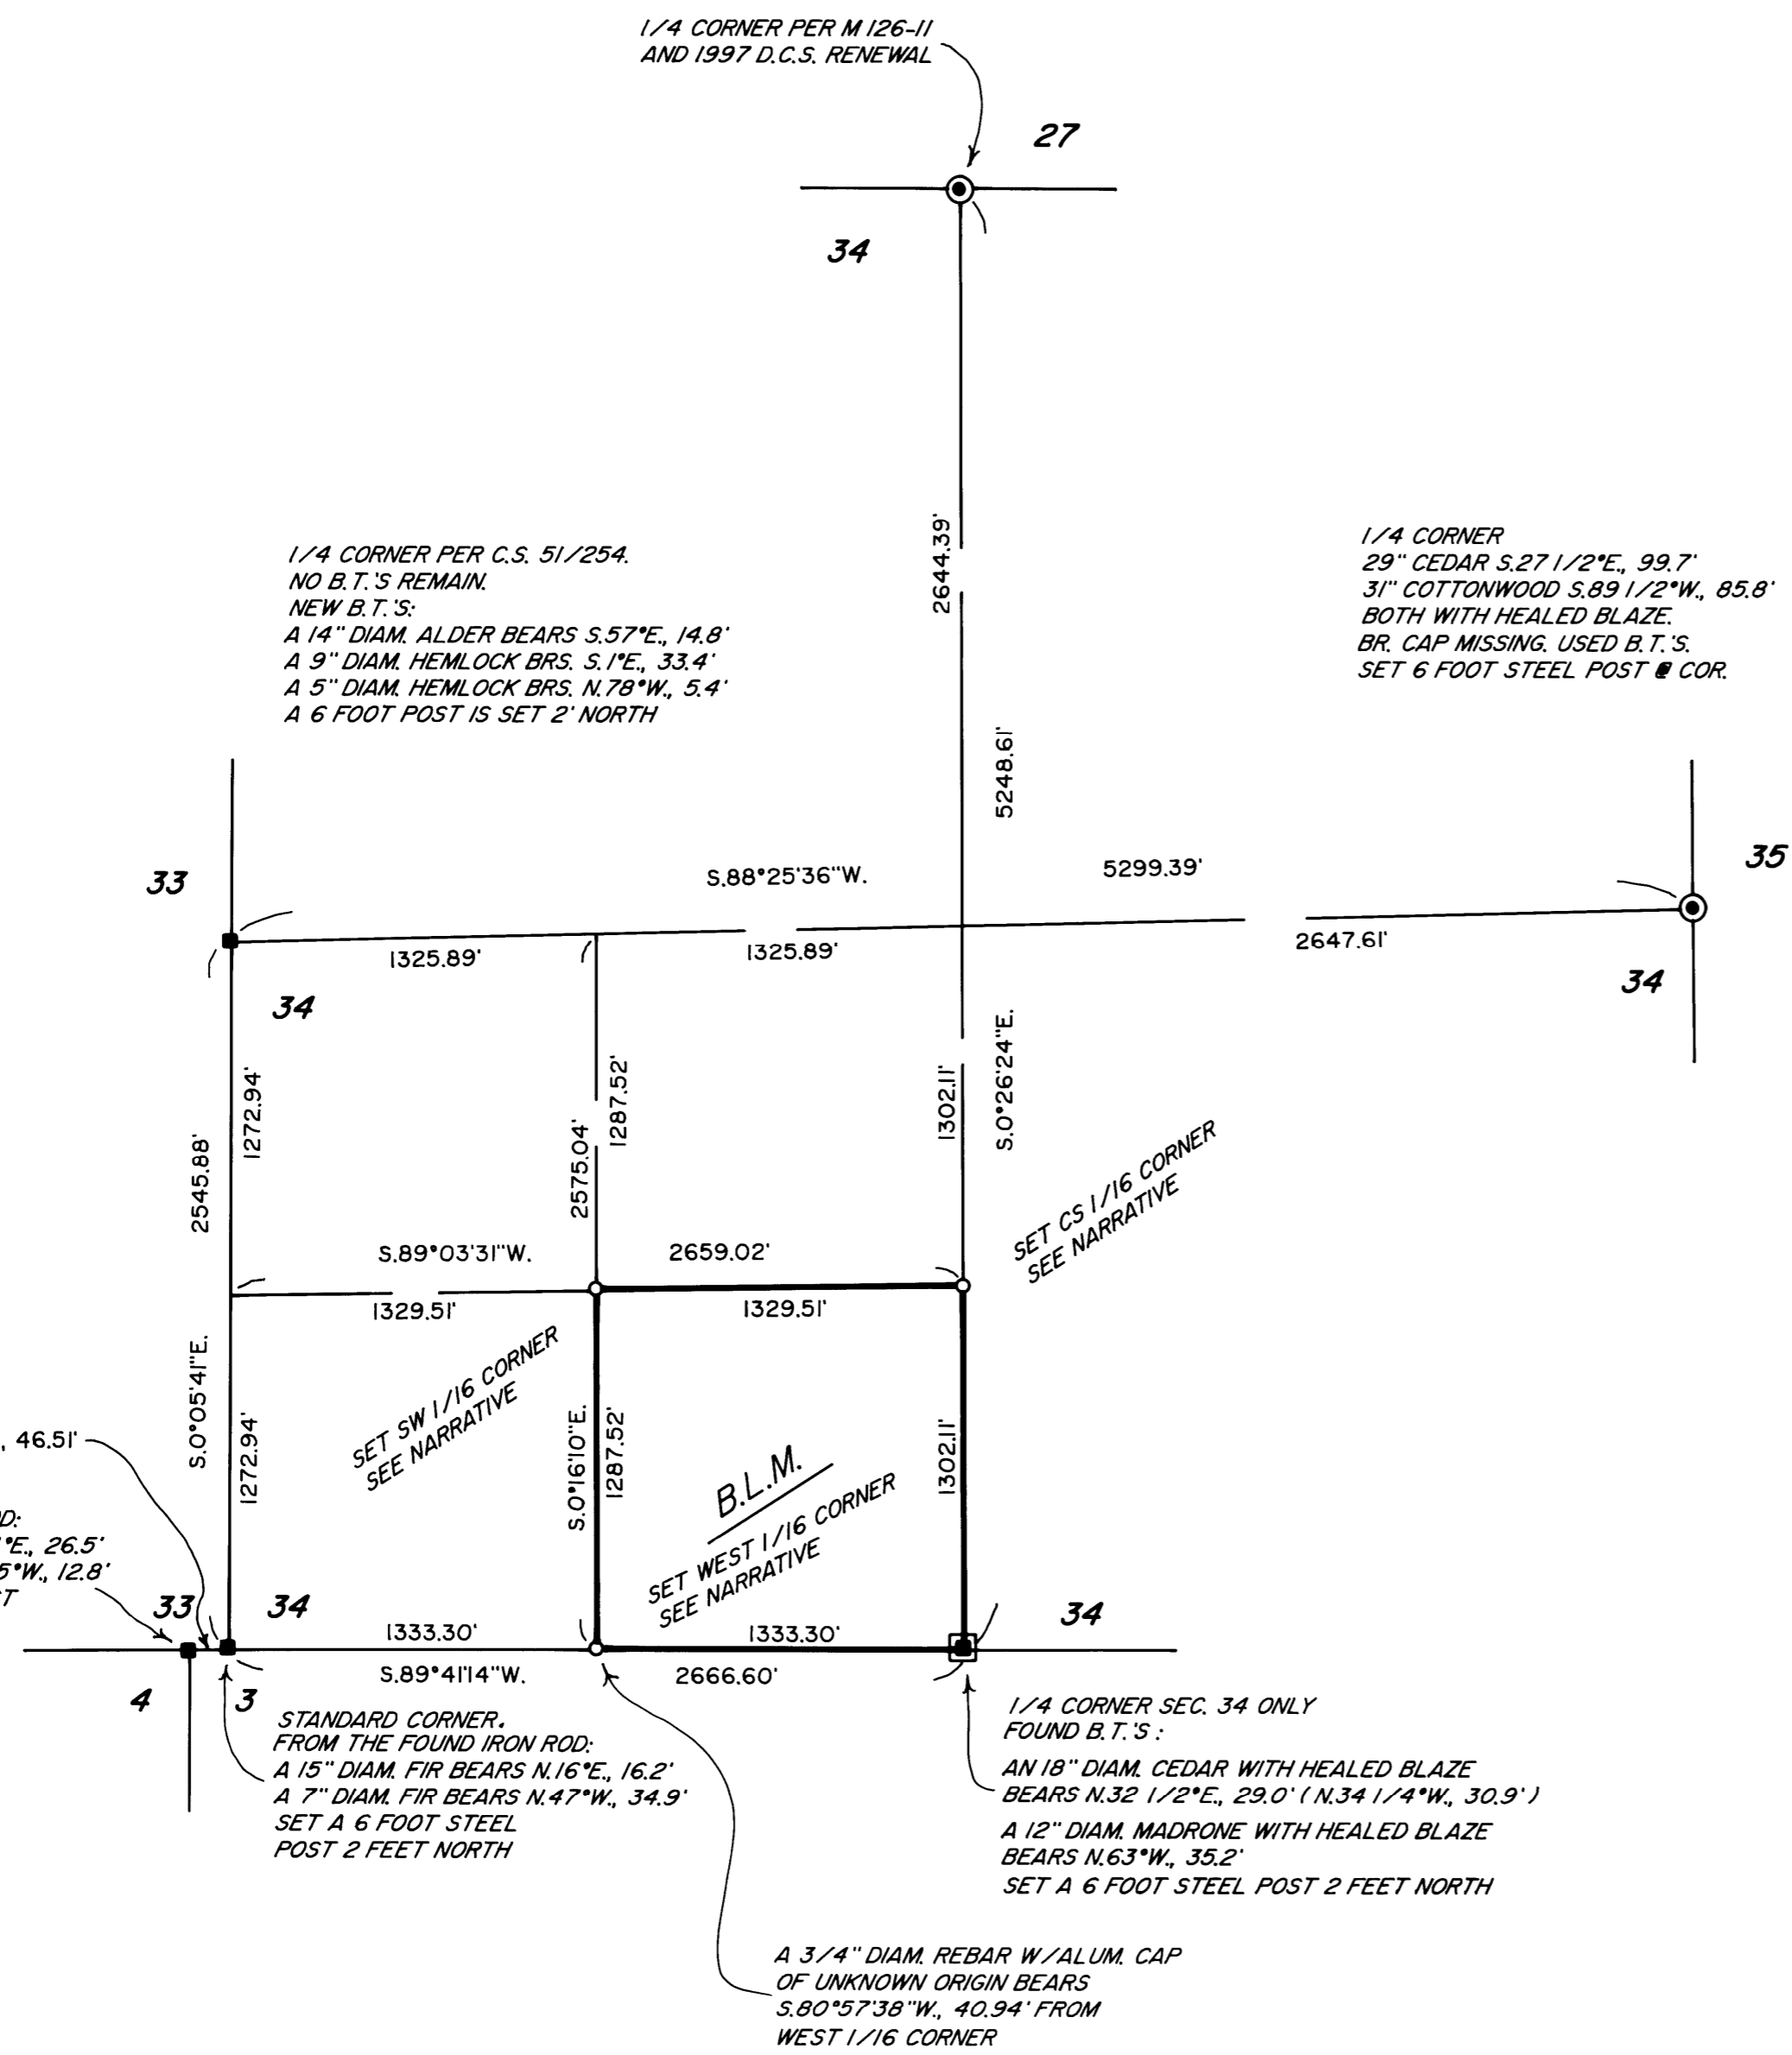 1/4 CORNER PER M 126-11
AND 1997 D.C.S. RENEWAL
27
34
2644.39'
1/4 CORNER PER C.S. 51/254.
NO B.T.'S REMAIN.
NEW B.T.'S:
A 14" DIAM. ALDER BEARS S.57°E., 14.8'
A 9" DIAM. HEMLOCK BRS. S.1°E., 33.4'
A 5" DIAM. HEMLOCK BRS. N.78°W., 5.4'
A 6 FOOT POST IS SET 2' NORTH
1/4 CORNER
29" CEDAR S.27 1/2°E., 99.7'
31" COTTONWOOD S.89 1/2°W., 85.8'
BOTH WITH HEALED BLAZE.
BR. CAP MISSING. USED B.T.'S.
SET 6 FOOT STEEL POST @ COR.
5248.61'
33
S.88°25'36"W.
5299.39'
35
1325.89'
1325.89'
2647.61'
34
34
1272.94'
2545.88'
1287.52'
2575.04'
1302.11'
S.0°26'24"E.
SET CS 1/16 CORNER
SEE NARRATIVE
S.89°03'31"W.
2659.02'
1329.51'
1329.51'
S.0°05'41"E.
1272.94'
SET SW 1/16 CORNER
SEE NARRATIVE
S.0°16'10"E.
1287.52'
B.L.M.
SET WEST 1/16 CORNER
SEE NARRATIVE
1302.11'
, 46.51'
D:
°E., 26.5'
5°W., 12.8'
ST
33
34
1333.30'
1333.30'
34
4
3
S.89°41'14"W.
2666.60'
STANDARD CORNER.
FROM THE FOUND IRON ROD:
A 15" DIAM. FIR BEARS N.16°E., 16.2'
A 7" DIAM. FIR BEARS N.47°W., 34.9'
SET A 6 FOOT STEEL
POST 2 FEET NORTH
1/4 CORNER SEC. 34 ONLY
FOUND B.T.'S :
AN 18" DIAM. CEDAR WITH HEALED BLAZE
BEARS N.32 1/2°E., 29.0' ( N.34 1/4°W., 30.9' )
A 12" DIAM. MADRONE WITH HEALED BLAZE
BEARS N.63°W., 35.2'
SET A 6 FOOT STEEL POST 2 FEET NORTH
A 3/4" DIAM. REBAR W/ALUM. CAP
OF UNKNOWN ORIGIN BEARS
S.80°57'38"W., 40.94' FROM
WEST 1/16 CORNER